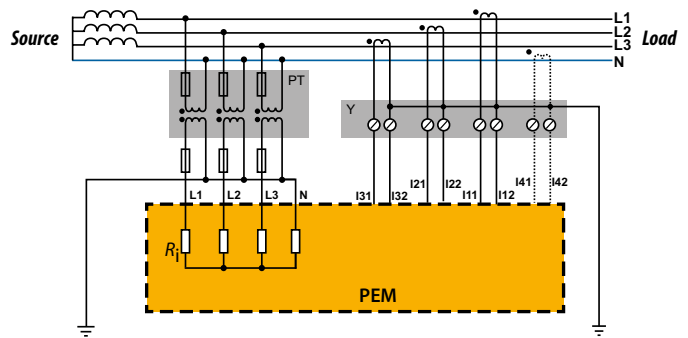 L1
L2
Source
L3
Load
N
PT
Y
L1 L2 L3 N I31 I32 I21 I22 I11 I12 I41 I42
Ri
PEM